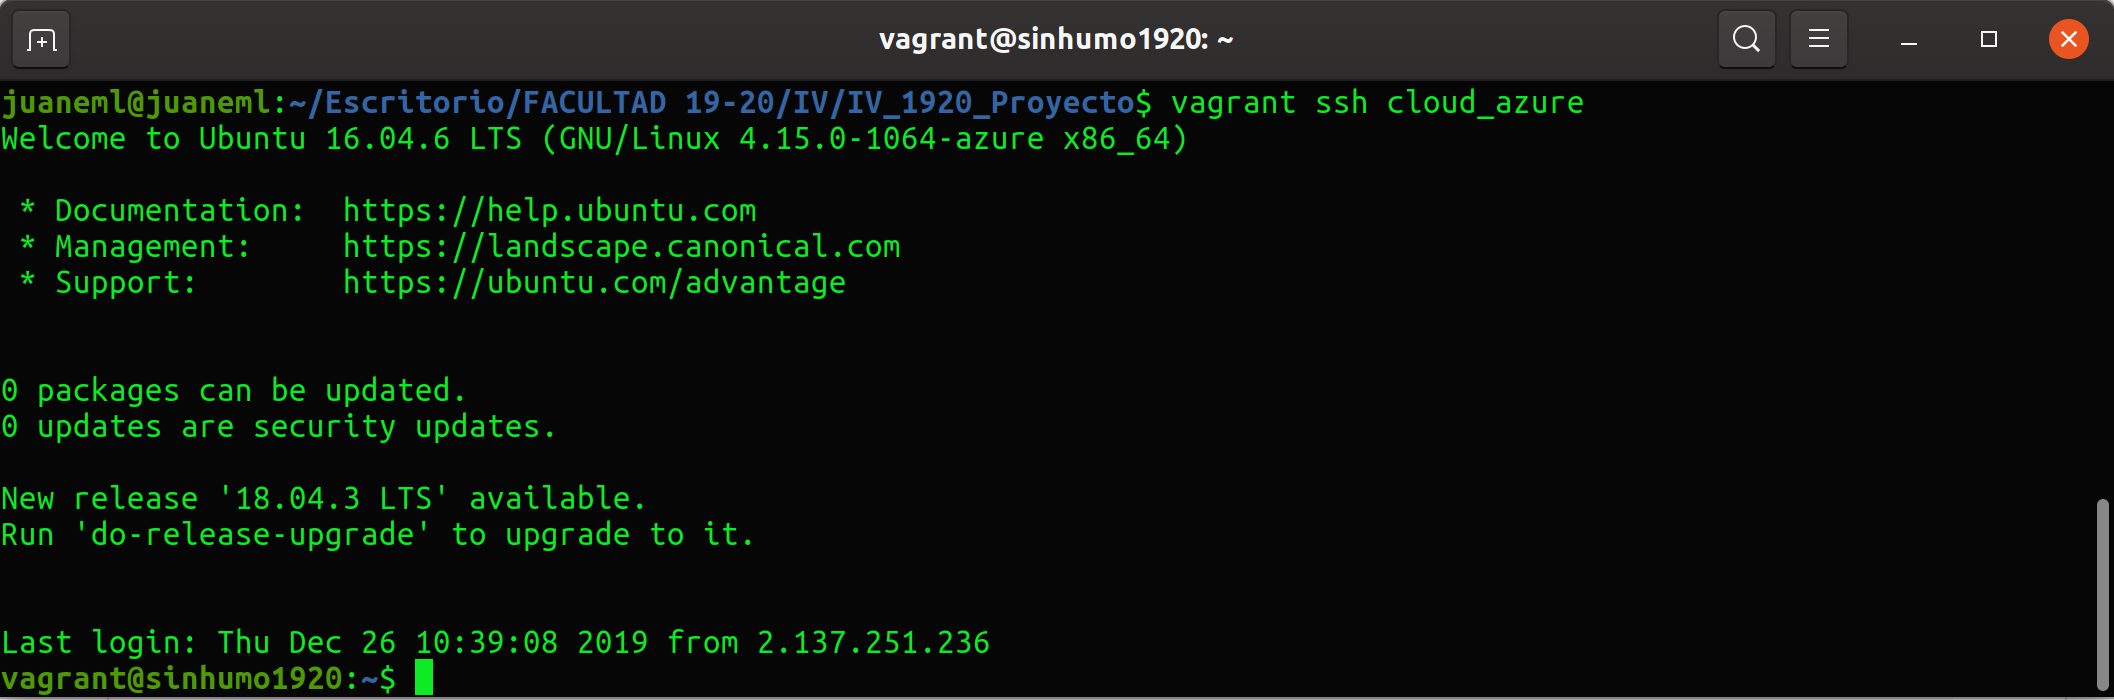 vagrant@sinhumo1920: ~
juaneml@juaneml:~/Escritorio/FACULTAD 19-20/IV/IV_1920_Proyecto$ vagrant ssh cloud_azure
Welcome to Ubuntu 16.04.6 LTS (GNU/Linux 4.15.0-1064-azure x86_64)
* Documentation:  https://help.ubuntu.com
* Management:     https://landscape.canonical.com
* Support:        https://ubuntu.com/advantage
0 packages can be updated.
0 updates are security updates.
New release '18.04.3 LTS' available.
Run 'do-release-upgrade' to upgrade to it.
Last login: Thu Dec 26 10:39:08 2019 from 2.137.251.236
vagrant@sinhumo1920:~$